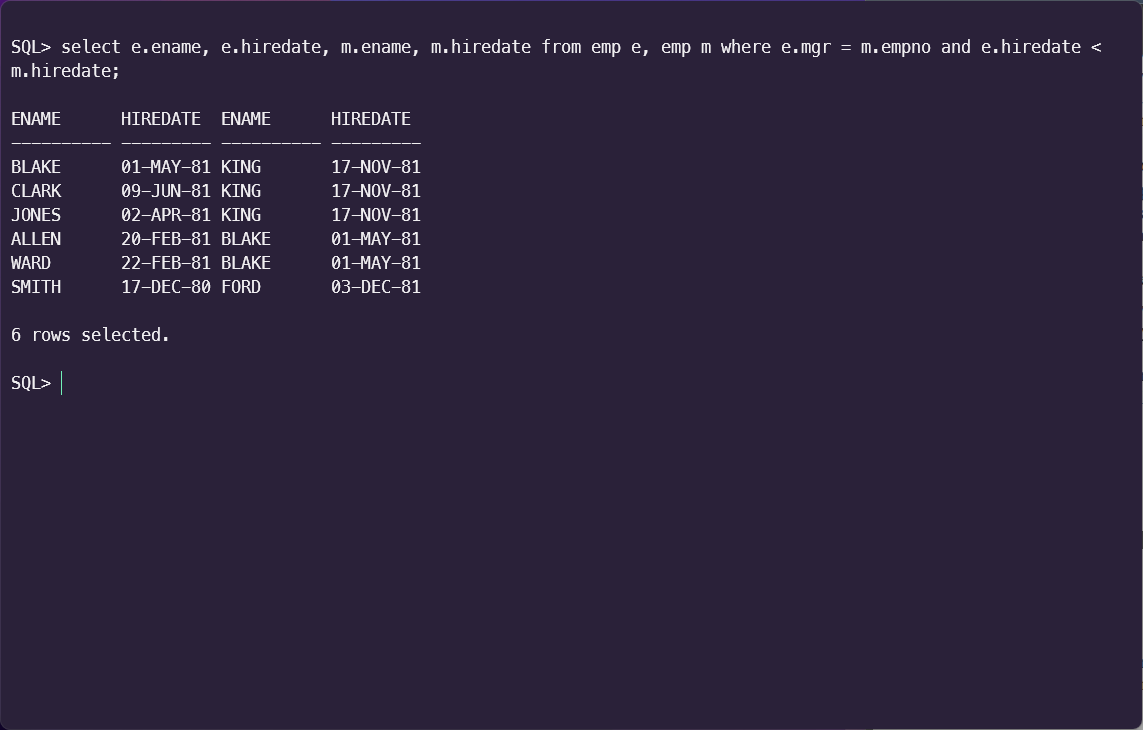 SQL> select e.ename, e.hiredate, m.ename, m.hiredate from emp e, emp m where e.mgr = m.empno and e.hiredate <
m.hiredate;
ENAME      HIREDATE  ENAME      HIREDATE
---------- --------- ---------- ---------
BLAKE      01-MAY-81 KING       17-NOV-81
CLARK      09-JUN-81 KING       17-NOV-81
JONES      02-APR-81 KING       17-NOV-81
ALLEN      20-FEB-81 BLAKE      01-MAY-81
WARD       22-FEB-81 BLAKE      01-MAY-81
SMITH      17-DEC-80 FORD       03-DEC-81
6 rows selected.
SQL>